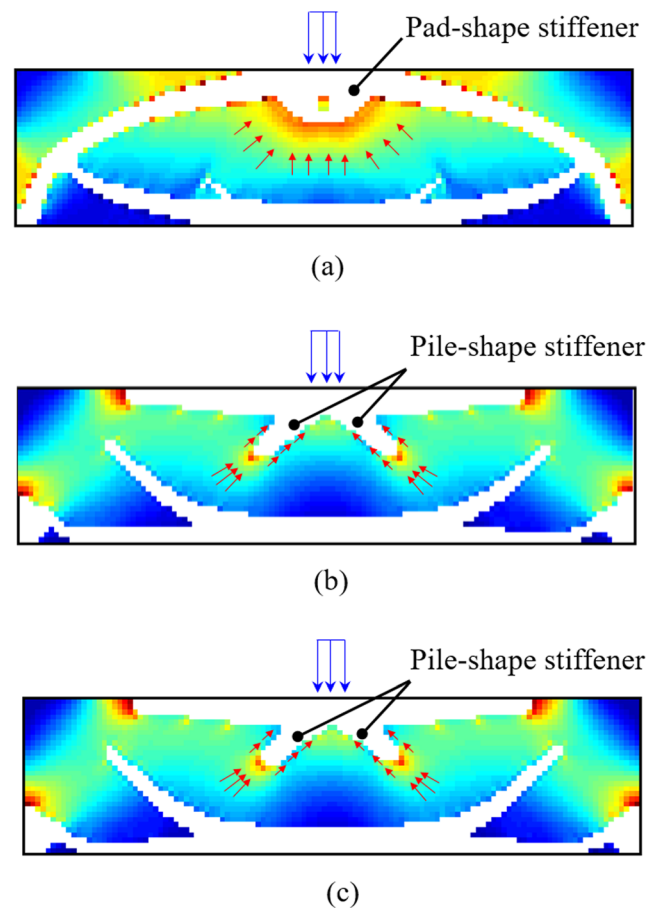 Pad-shape stiffener
(a)
Pile-shape stiffener
(b)
Pile-shape stiffener
(c)